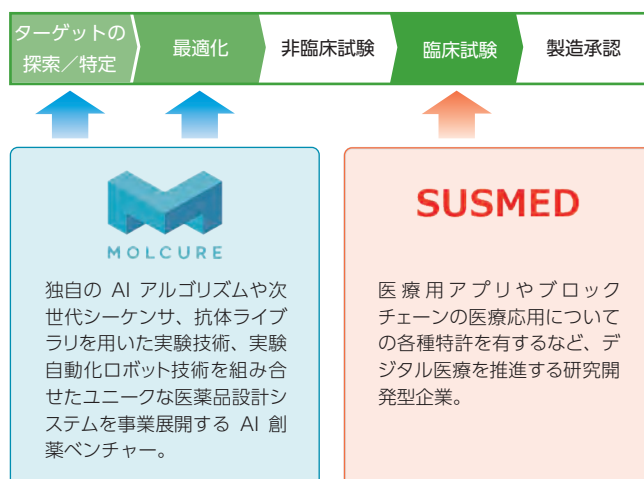 ターゲットの
探索／特定
最適化
非臨床試験
臨床試験
製造承認
MOLCURE
独自の AI アルゴリズムや次
世代シーケンサ、抗体ライブ
ラリを用いた実験技術、実験
自動化ロボット技術を組み合
せたユニークな医薬品設計シ
ステムを事業展開する AI 創
薬ベンチャー。
SUSMED
医療用アプリやブロック
チェーンの医療応用について
の各種特許を有するなど、デ
ジタル医療を推進する研究開
発型企業。